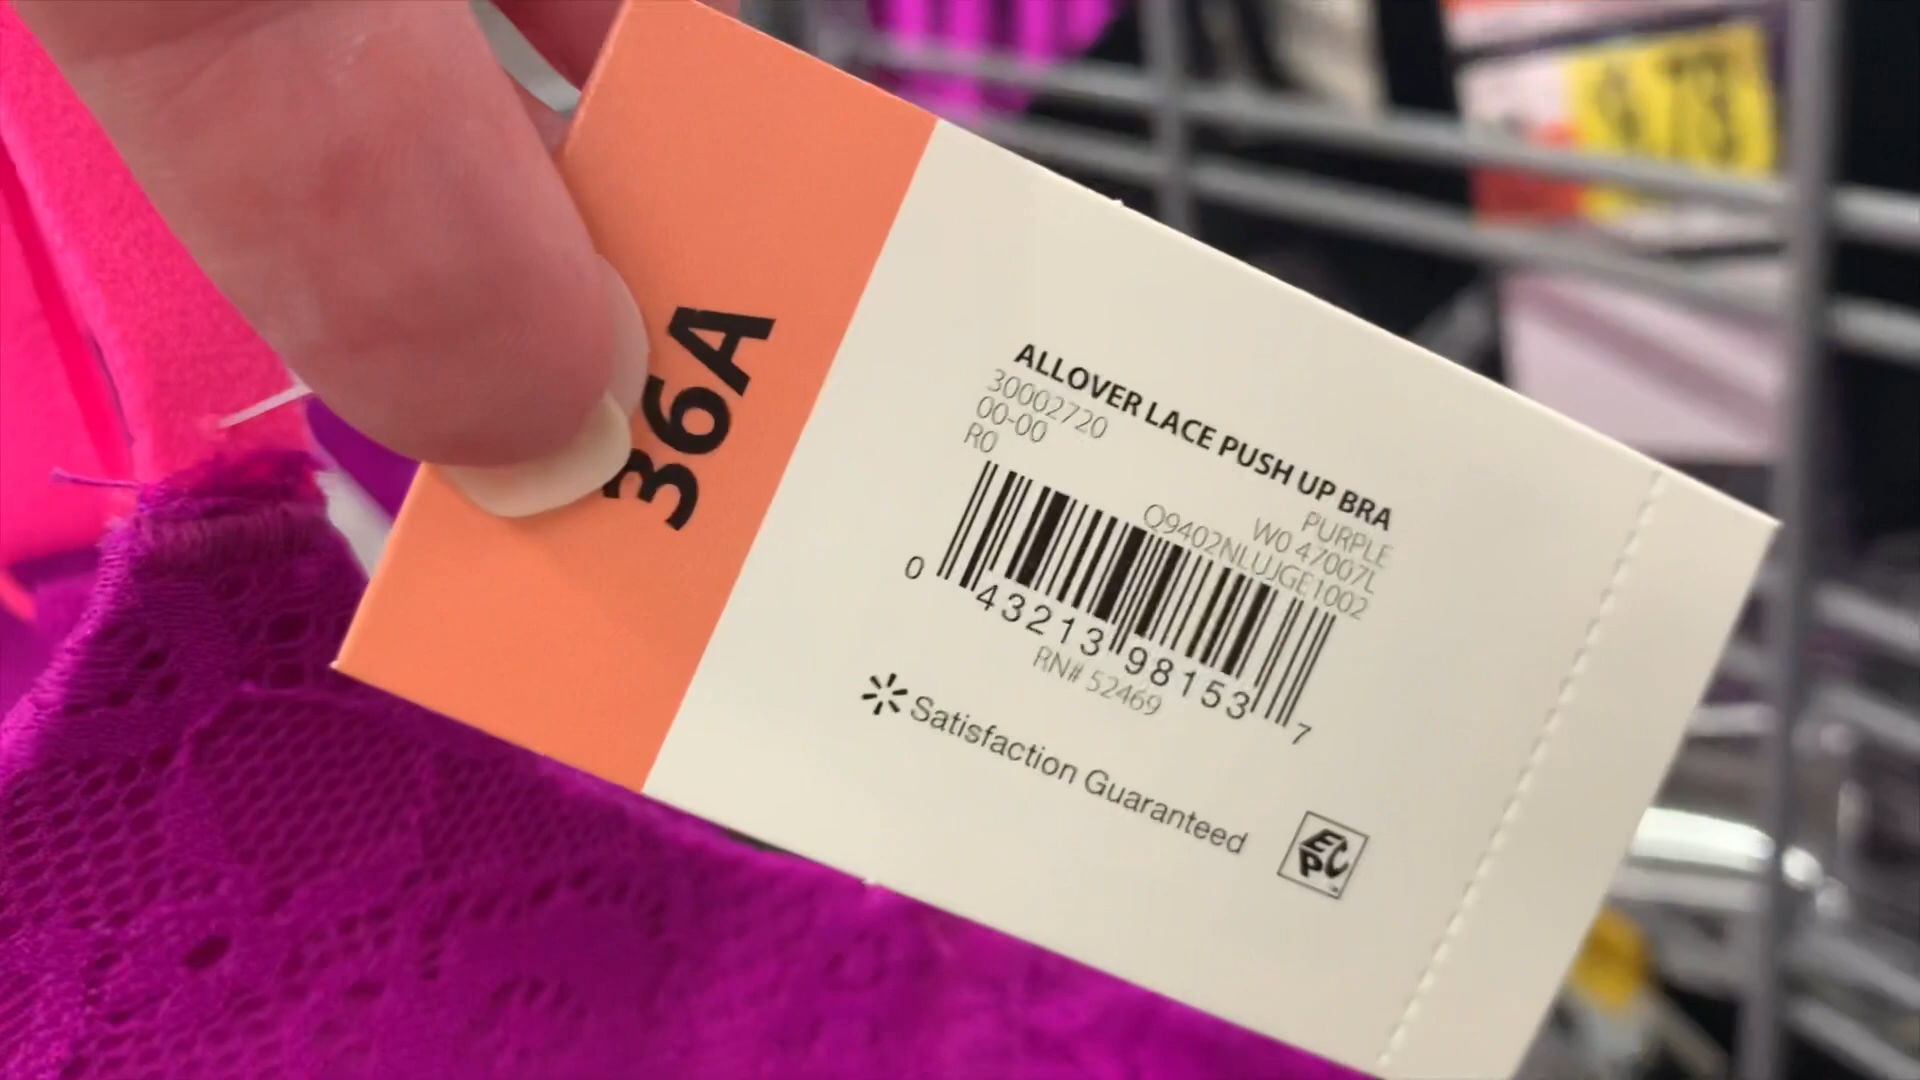 36A
ALLOVER LACE PUSH UP BRA
30002720
PURPLE
00-00
W0 47007L
R0
Q9402NLUJGE1002
0 43213 98153 7
RN# 52469
Satisfaction Guaranteed
EPC